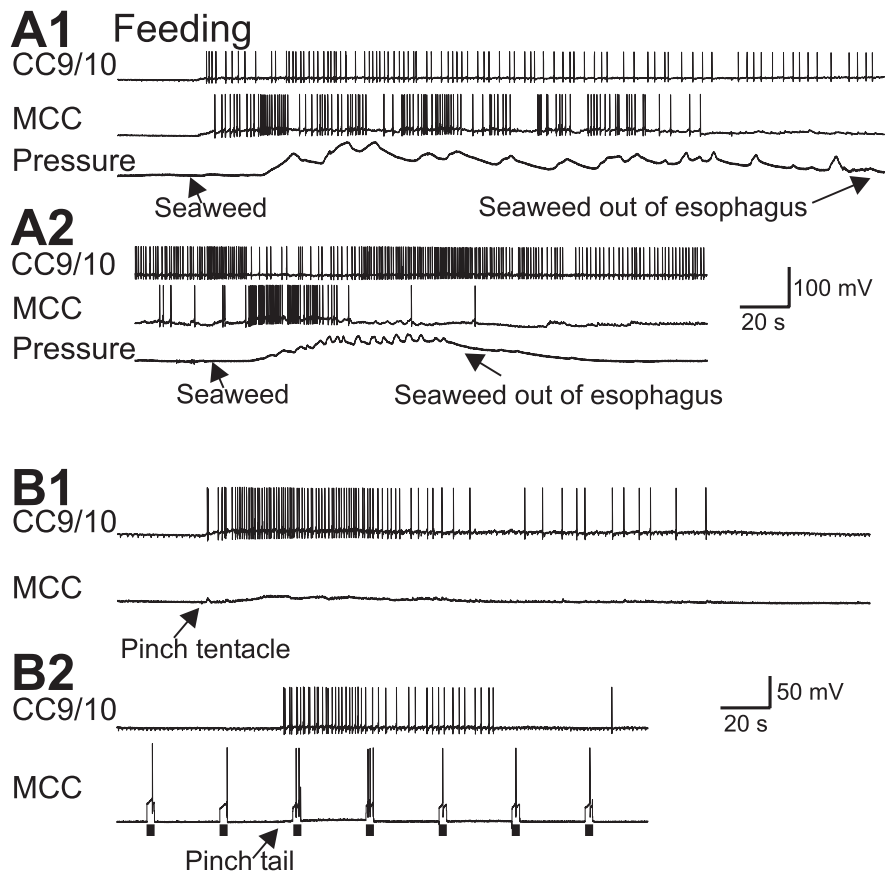 A1 Feeding
CC9/10
MCC
Pressure
Seaweed
Seaweed out of esophagus
A2
CC9/10
MCC
100 mV
20 s
Pressure
Seaweed
Seaweed out of esophagus
B1
CC9/10
MCC
Pinch tentacle
B2
CC9/10
50 mV
20 s
MCC
Pinch tail